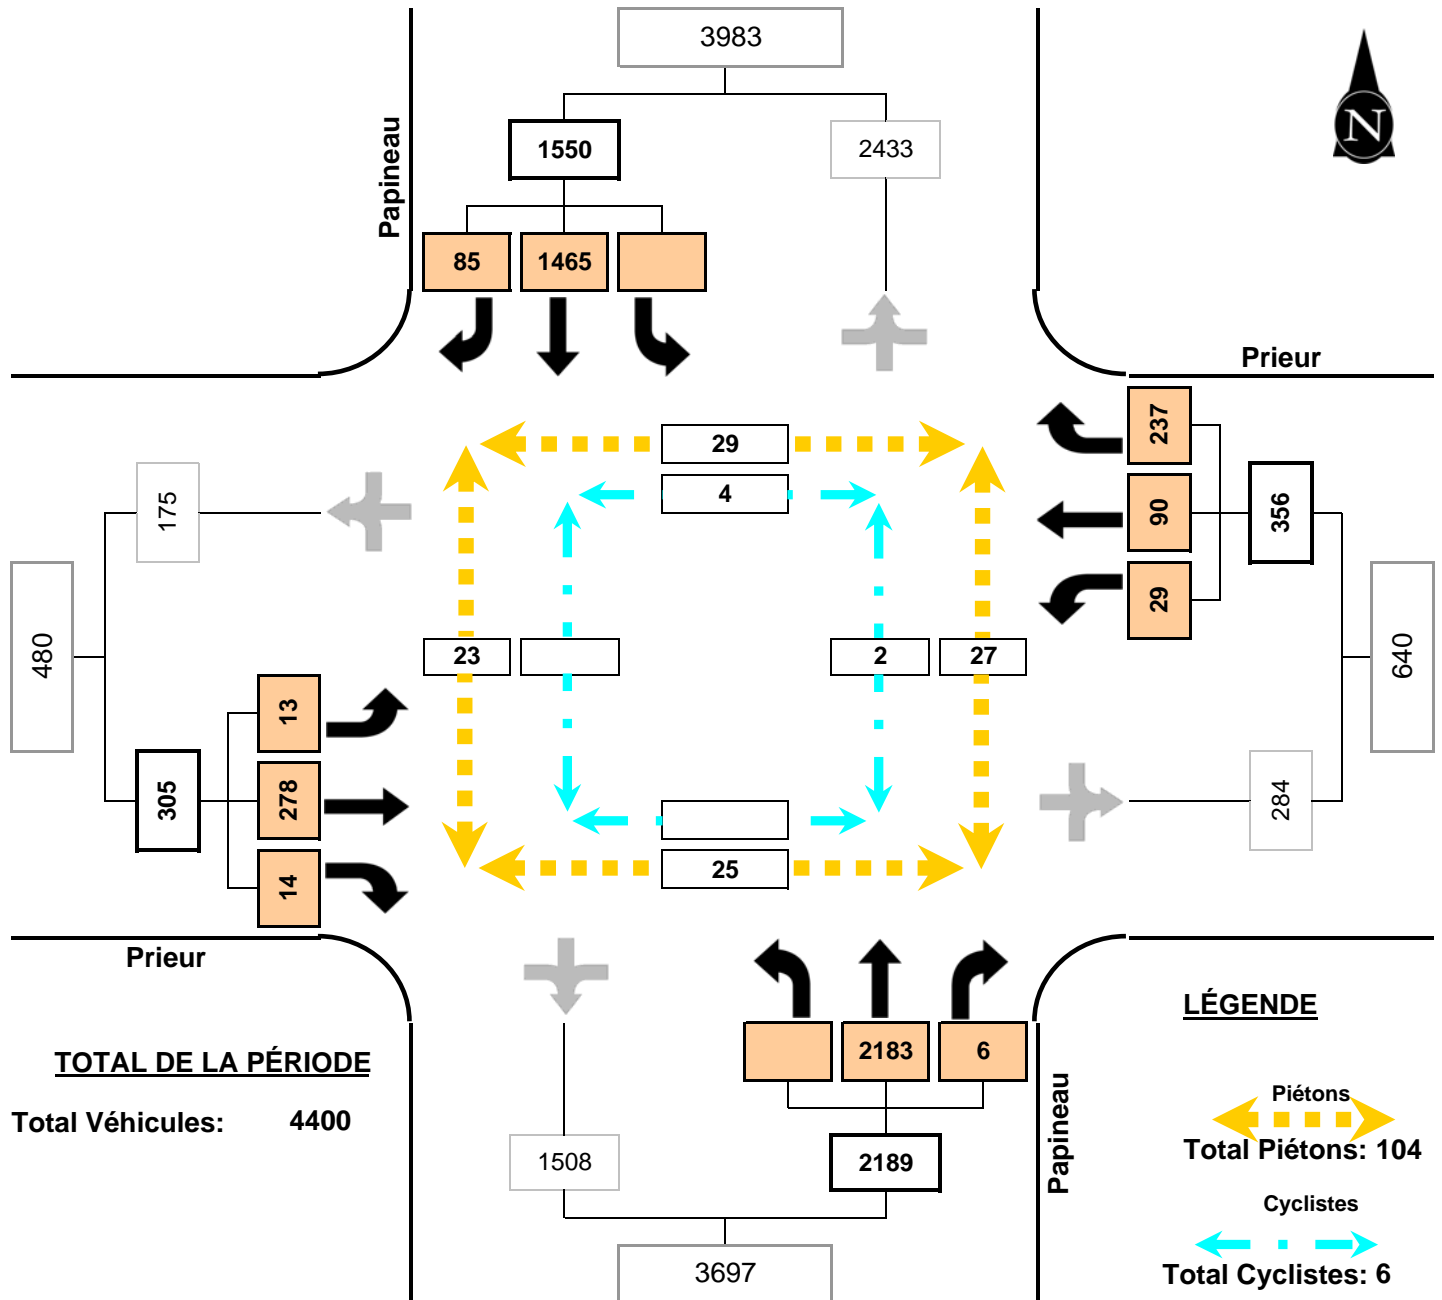 3983
Papineau
1550
2433
N
85 1465
Prieur
237
29
4
175
90
356
29
480
23
2 27
640
13
305
278
284
14
25
Prieur
LÉGENDE
2183 6
TOTAL DE LA PÉRIODE
Papineau
Piétons
Total Véhicules: 4400
Total Piétons: 104
1508
2189
Cyclistes
3697
Total Cyclistes: 6